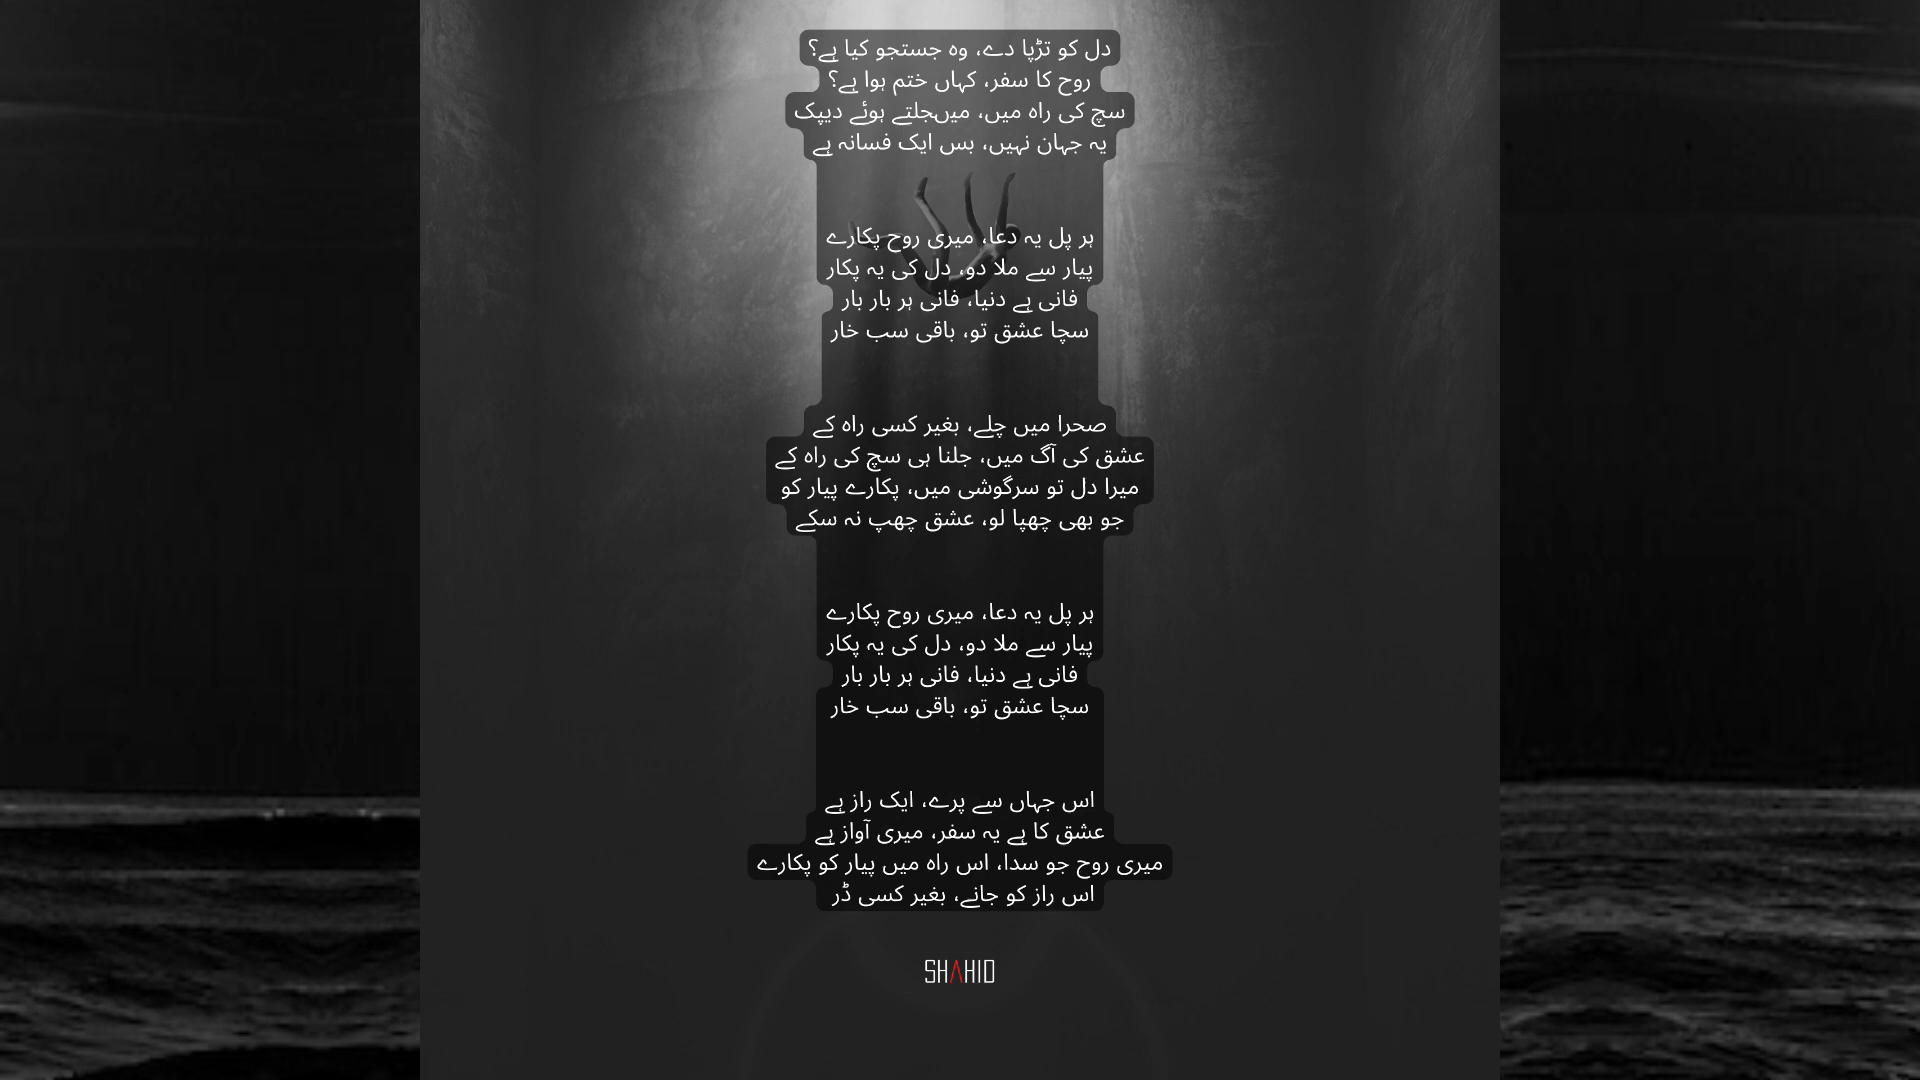 دل کو تڑپا دے، وہ جستجو کیا ہے؟
روح کا سفر، کہاں ختم ہوا ہے؟
سچ کی راہ میں، میںجلتے ہوئے دیپک
یہ جہان نہیں، بس ایک فسانہ ہے
ہر پل یہ دعا، میری روح پکارے
پیار سے ملا دو، دل کی یہ پکار
فانی ہے دنیا، فانی ہر بار بار
سچا عشق تو، باقی سب خار
صحرا میں چلے، بغیر کسی راہ کے
عشق کی آگ میں، جلنا ہی سچ کی راہ کے
میرا دل تو سرگوشی میں، پکارے پیار کو
جو بھی چھپا لو، عشق چھپ نہ سکے
ہر پل یہ دعا، میری روح پکارے
پیار سے ملا دو، دل کی یہ پکار
فانی ہے دنیا، فانی ہر بار بار
سچا عشق تو، باقی سب خار
اس جہاں سے پرے، ایک راز ہے
عشق کا ہے یہ سفر، میری آواز ہے
میری روح جو سدا، اس راہ میں پیار کو پکارے
اس راز کو جانے، بغیر کسی ڈر
SHAHID